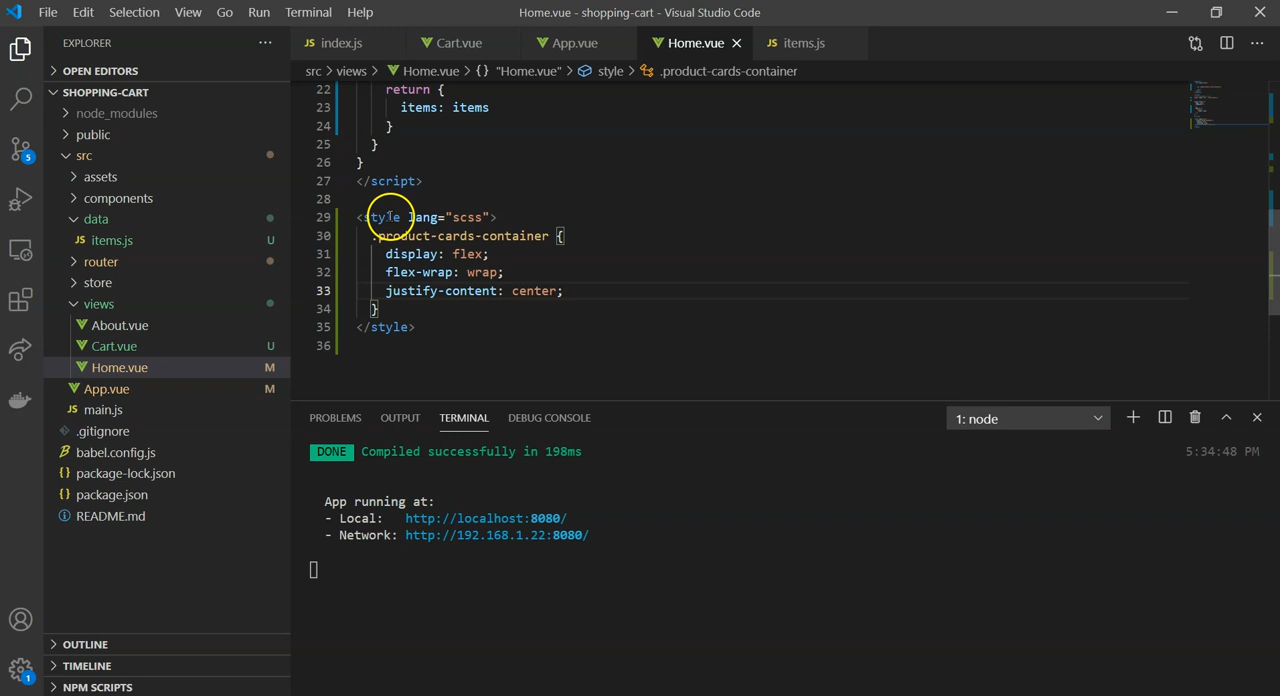 File Edit Selection View Go Run Terminal Help Home.vue - shopping-cart - Visual Studio Code
EXPLORER ···
OPEN EDITORS
SHOPPING-CART
node_modules
public
src
assets
components
data
JS items.js U
router
store
views
About.vue
Cart.vue U
Home.vue M
App.vue M
JS main.js
.gitignore
babel.config.js
{} package-lock.json
{} package.json
README.md
OUTLINE
TIMELINE
NPM SCRIPTS
5
1
JS index.js Cart.vue App.vue Home.vue JS items.js
src > views > Home.vue > {} "Home.vue" > style > .product-cards-container
22 return {
23 items: items
24 }
25 }
26 }
27 </script>
28
29 <style lang="scss">
30 .product-cards-container {
31 display: flex;
32 flex-wrap: wrap;
33 justify-content: center;
34 }
35 </style>
36
PROBLEMS OUTPUT TERMINAL DEBUG CONSOLE 1: node
DONE Compiled successfully in 198ms 5:34:48 PM
App running at:
- Local: http://localhost:8080/
- Network: http://192.168.1.22:8080/